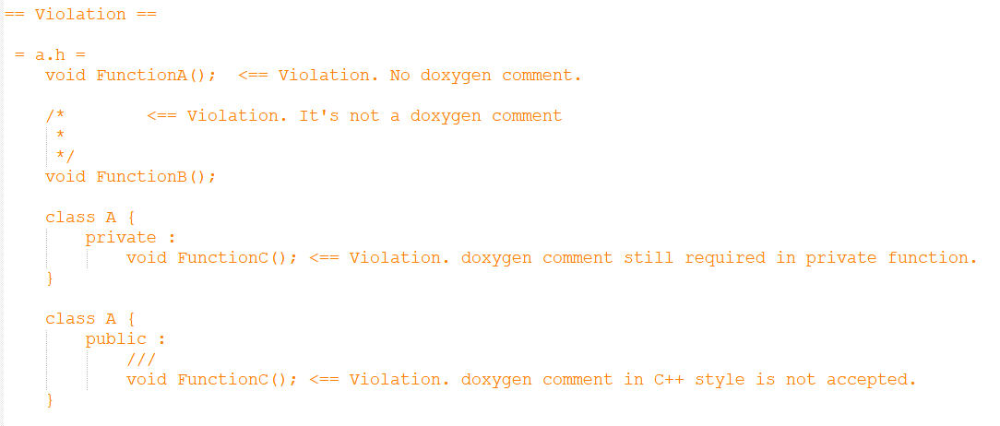 == Violation ==
= a.h =
void FunctionA(); <== Violation. No doxygen comment.
/* <== Violation. It's not a doxygen comment
*
*/
void FunctionB();
class A {
private :
void FunctionC(); <== Violation. doxygen comment still required in private function.
}
class A {
public :
///
void FunctionC(); <== Violation. doxygen comment in C++ style is not accepted.
}